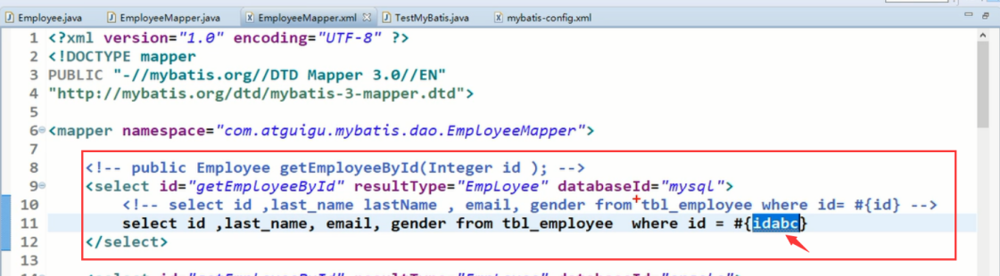 Employee.java EmployeeMapper.java EmployeeMapper.xml TestMyBatis.java mybatis-config.xml
1 <?xml version="1.0" encoding="UTF-8" ?>
2 <!DOCTYPE mapper
3 PUBLIC "-//mybatis.org//DTD Mapper 3.0//EN"
4 "http://mybatis.org/dtd/mybatis-3-mapper.dtd">
5
6 <mapper namespace="com.atguigu.mybatis.dao.EmployeeMapper">
7
8 <!-- public Employee getEmployeeById(Integer id ); -->
9 <select id="getEmployeeById" resultType="Employee" databaseId="mysql">
10 <!-- select id ,last_name lastName , email, gender from tbl_employee where id= #{id} -->
11 select id ,last_name, email, gender from tbl_employee  where id = #{idabc}
12 </select>
13